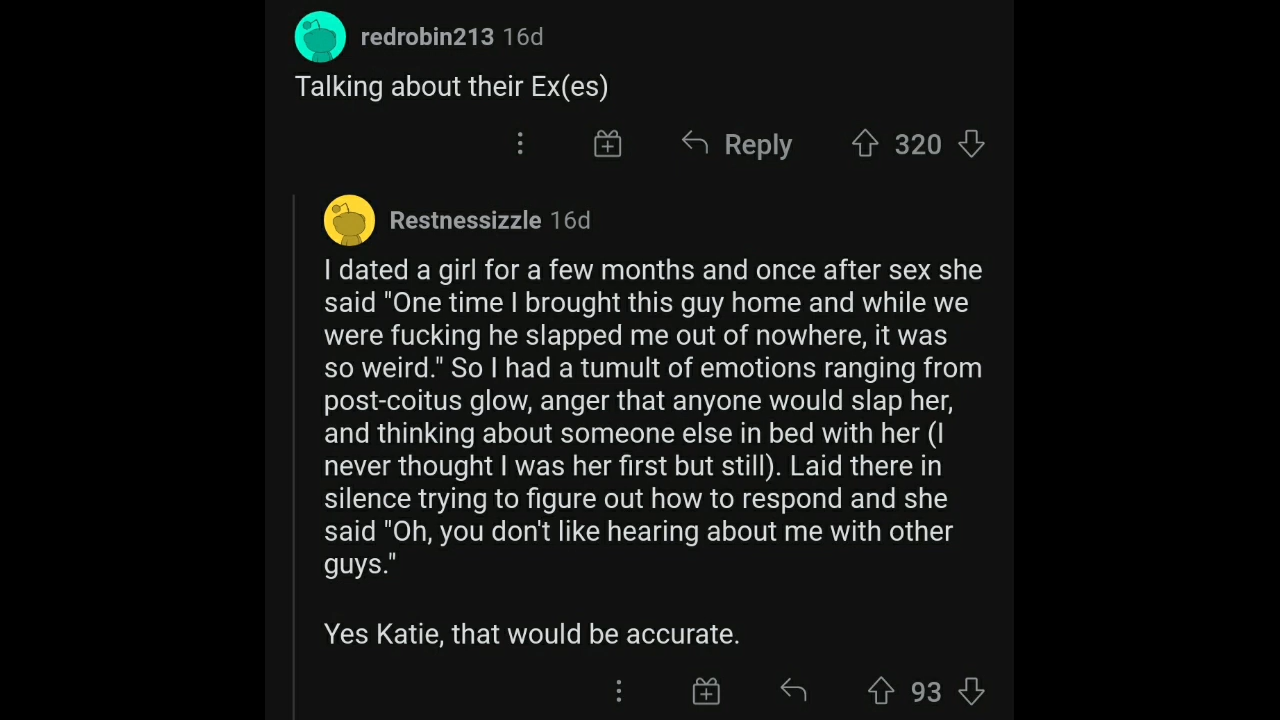 redrobin213 16d
Talking about their Ex(es)
Reply 320
Restnessizzle 16d
I dated a girl for a few months and once after sex she
said "One time I brought this guy home and while we
were fucking he slapped me out of nowhere, it was
so weird." So I had a tumult of emotions ranging from
post-coitus glow, anger that anyone would slap her,
and thinking about someone else in bed with her (I
never thought I was her first but still). Laid there in
silence trying to figure out how to respond and she
said "Oh, you don't like hearing about me with other
guys."
Yes Katie, that would be accurate.
93